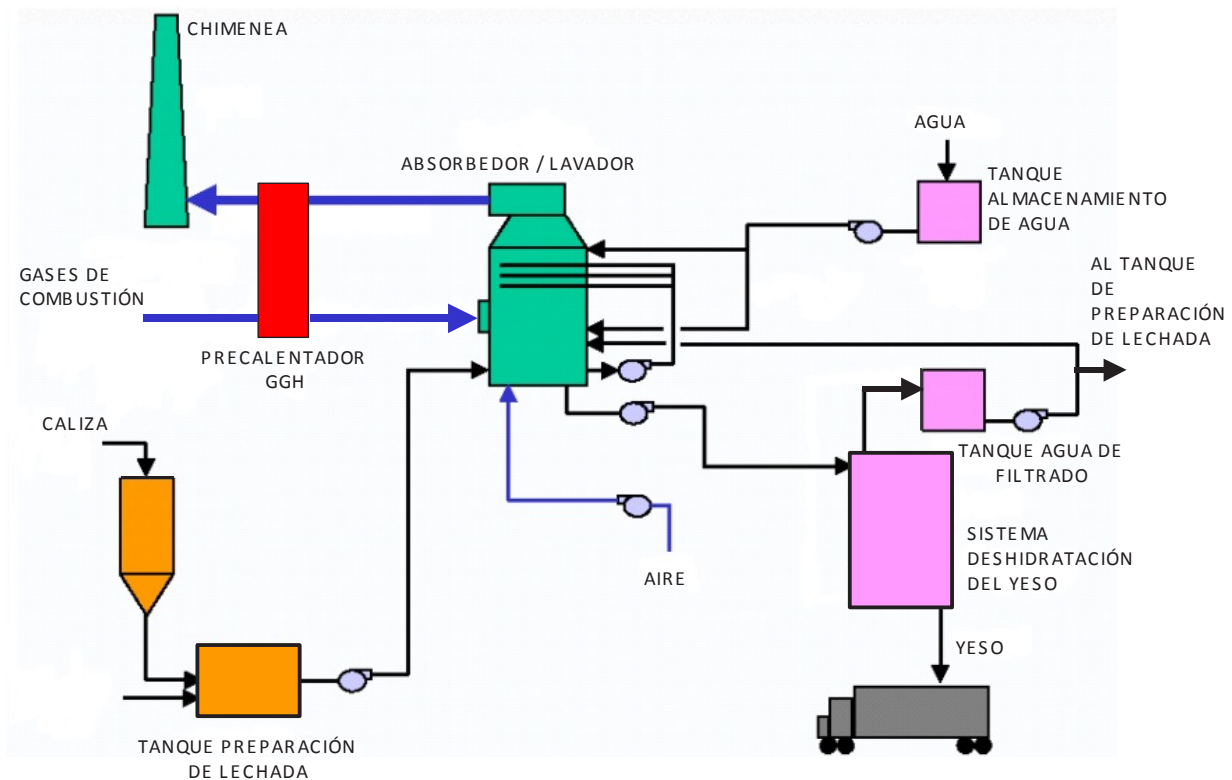 CHIMENEA
ABSORBEDOR / LAVADOR
AGUA
TANQUE
ALMACENAMIENTO
DE AGUA
GASES DE
COMBUSTIÓN
AL TANQUE
DE
PREPARACIÓN
DE LECHADA
PRECALENTADOR
GGH
CALIZA
TANQUE AGUA DE
FILTRADO
SISTEMA
DESHIDRATACIÓN
DEL YESO
AIRE
YESO
TANQUE PREPARACIÓN
DE LECHADA